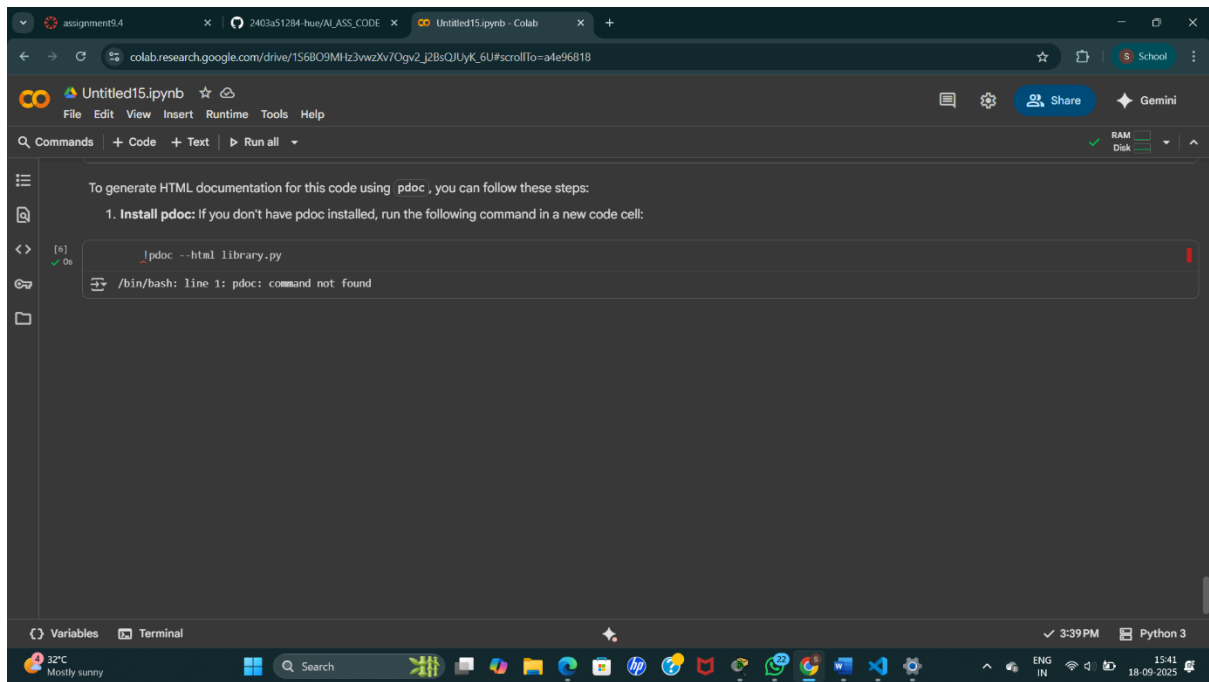 assignment9.4
2403a51284-hue/AI_ASS_CODE
Untitled15.ipynb - Colab
colab.research.google.com/drive/1S6BO9MHz3vwzXv7Ogv2_j2BsQJUyK_6U#scrollTo=a4e96818
S School
CO
Untitled15.ipynb
File Edit View Insert Runtime Tools Help
Share
Gemini
Commands + Code + Text Run all
RAM
Disk
To generate HTML documentation for this code using pdoc, you can follow these steps:
1. Install pdoc: If you don't have pdoc installed, run the following command in a new code cell:
[6]
0s
!pdoc --html library.py
/bin/bash: line 1: pdoc: command not found
{} Variables Terminal
3:39 PM Python 3
4
32°C
Mostly sunny
Search
22
ENG
IN
15:41
18-09-2025